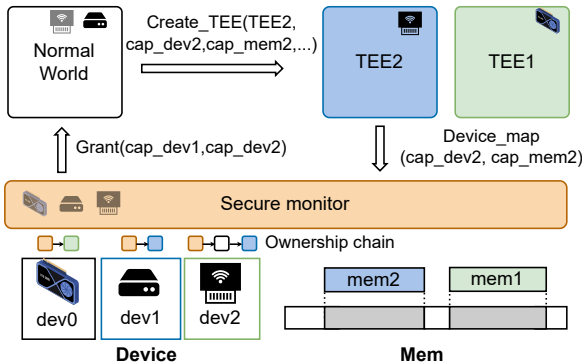 Normal
World
Create_TEE(TEE2,
cap_dev2,cap_mem2,...)
TEE2
TEE1
Grant(cap_dev1,cap_dev2)
Device_map
(cap_dev2, cap_mem2)
Secure monitor
Ownership chain
dev0
dev1
dev2
mem2
mem1
Device
Mem